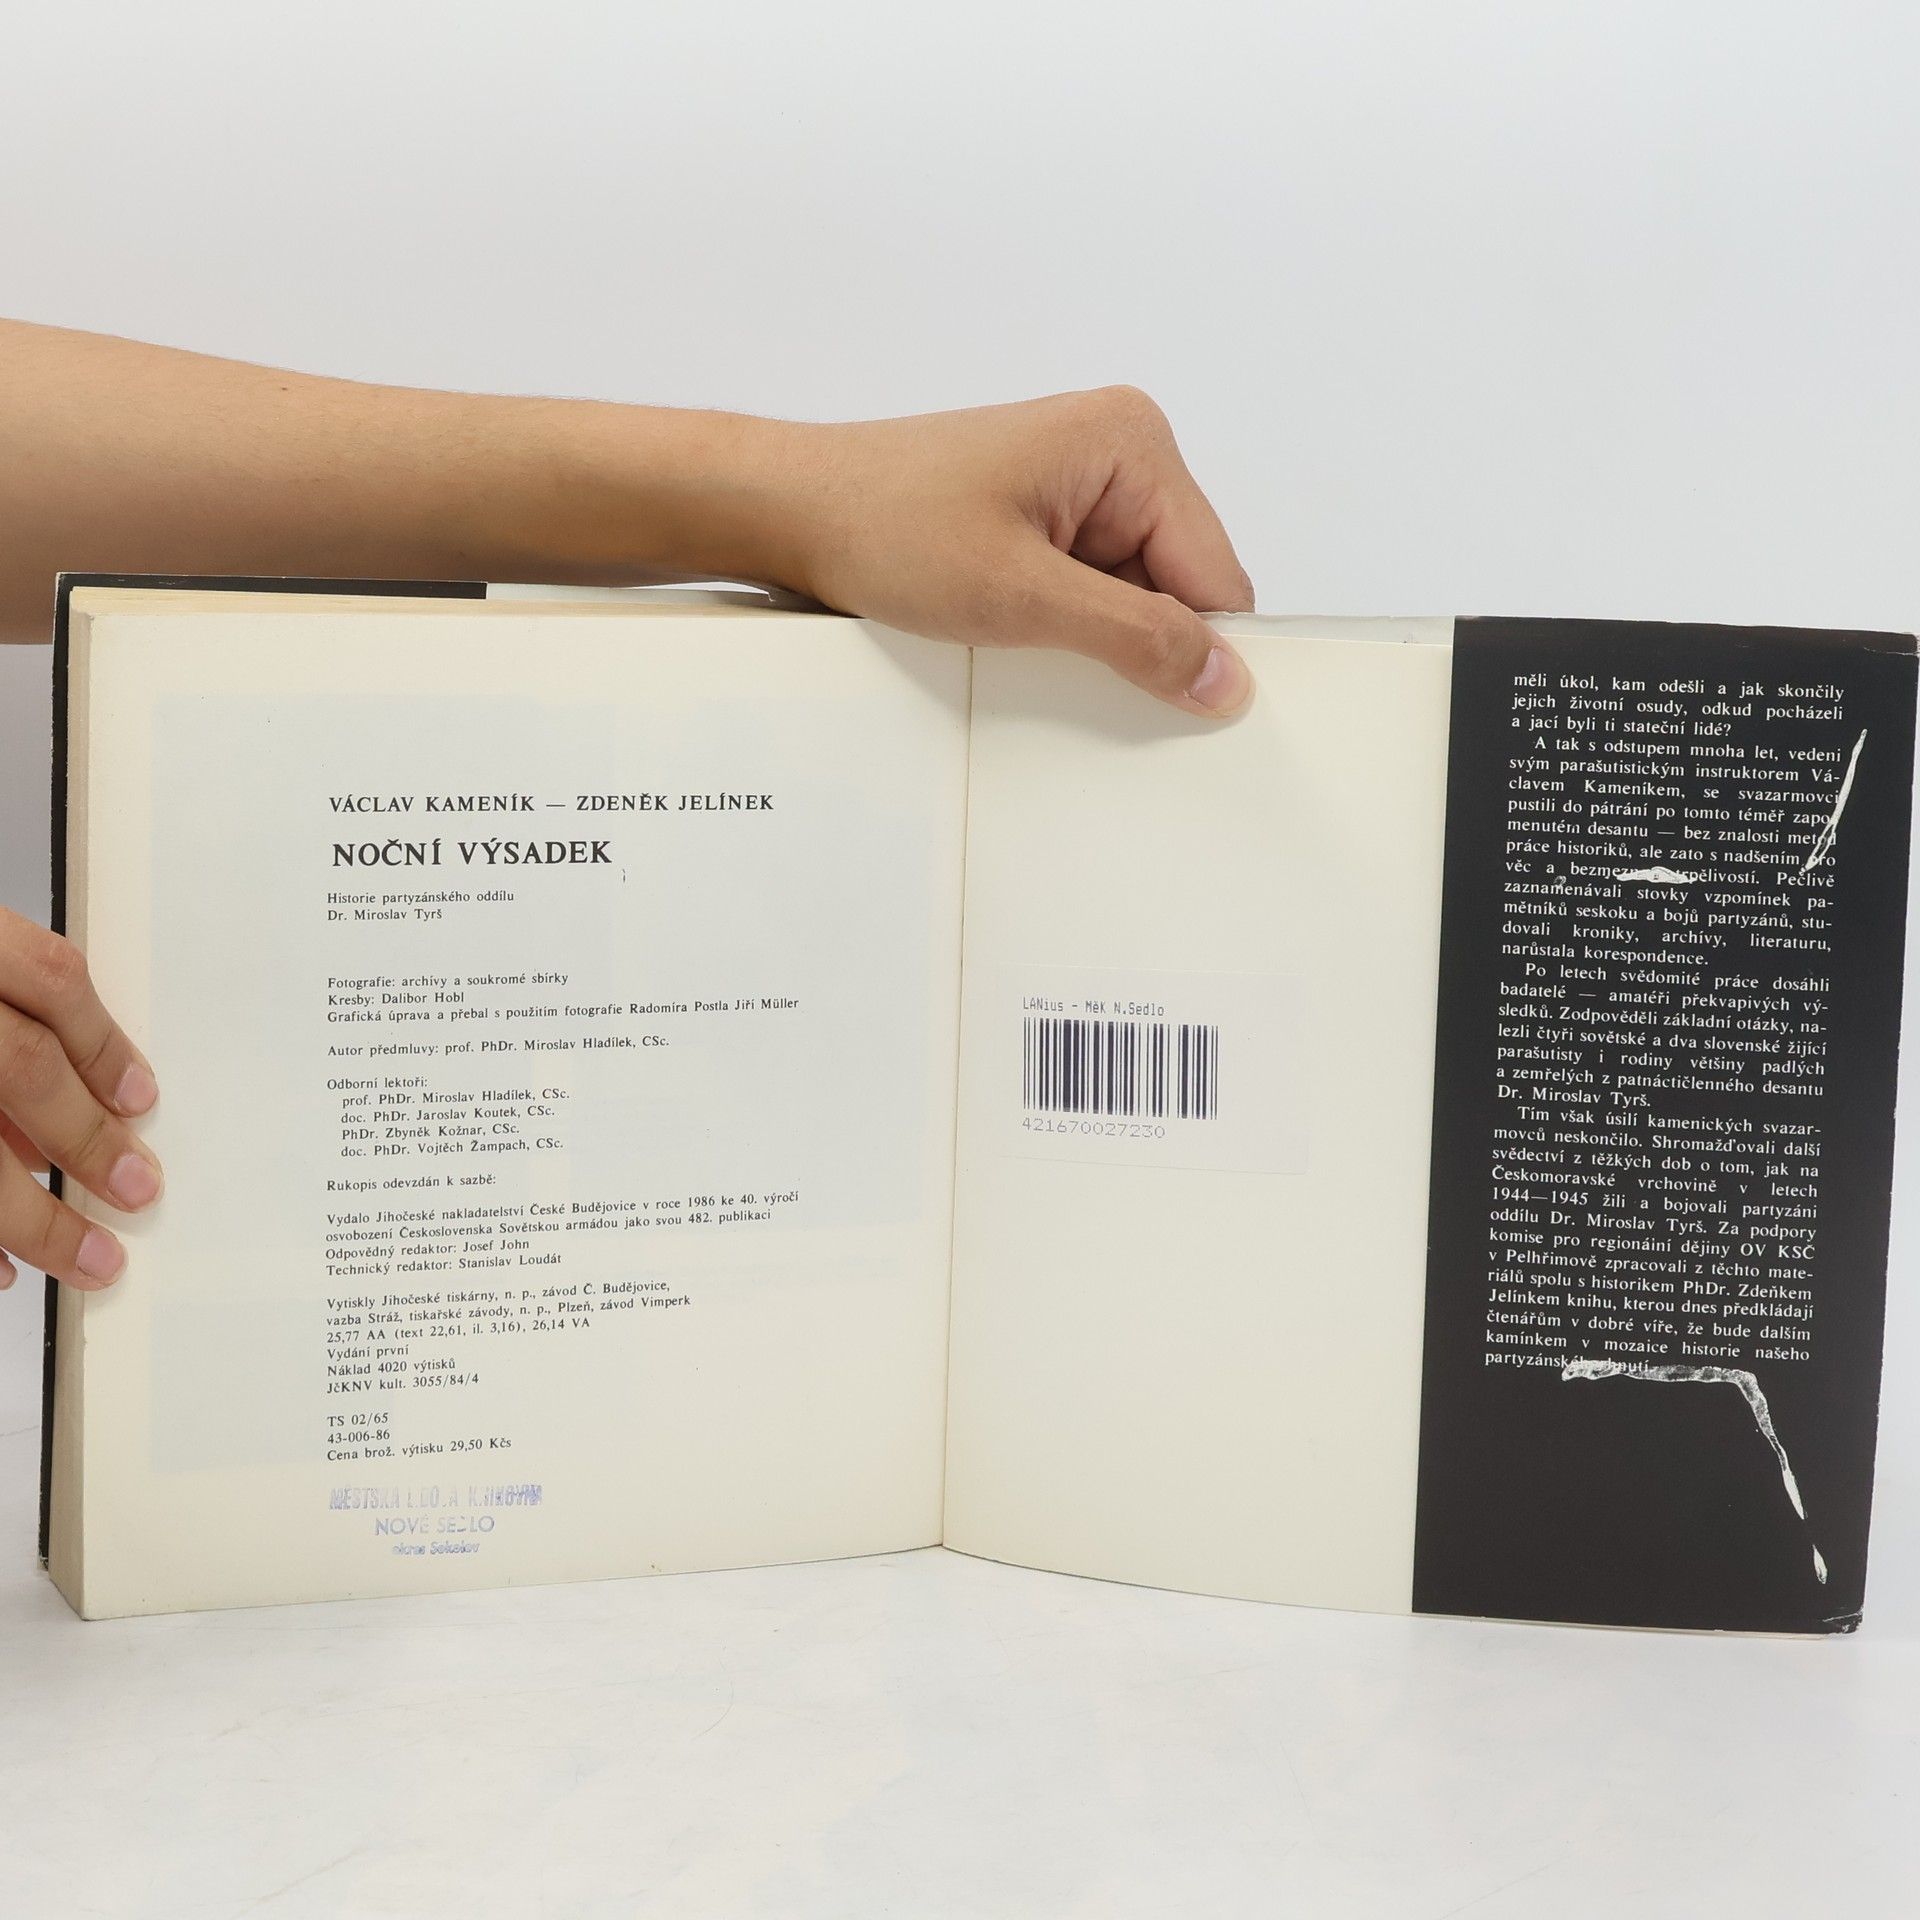 VÁCLAV KAMENÍK — ZDENĚK JELÍNEK
NOČNÍ VÝSADEK
Historie partyzánského oddílu
Dr. Miroslav Tyrš
Fotografie: archívy a soukromé sbírky
Kresby: Dalibor Hobl
Grafická úprava a přebal s použitím fotografie Radomíra Postla Jiří Müller
Autor předmluvy: prof. PhDr. Miroslav Hladílek, CSc.
Odborní lektoři:
prof. PhDr. Miroslav Hladílek, CSc.
doc. PhDr. Jaroslav Koutek, CSc.
PhDr. Zbyněk Kožnar, CSc.
doc. PhDr. Vojtěch Žampach, CSc.
Rukopis odevzdán k sazbě:
Vydalo Jihočeské nakladatelství České Budějovice v roce 1986 ke 40. výročí
osvobození Československa Sovětskou armádou jako svou 482. publikaci
Odpovědný redaktor: Josef John
Technický redaktor: Stanislav Loudát
Vytiskly Jihočeské tiskárny, n. p., závod Č. Budějovice,
vazba Stráž, tiskařské závody, n. p., Plzeň, závod Vimperk
25,77 AA (text 22,61, il. 3,16), 26,14 VA
Vydání první
Náklad 4020 výtisků
JčKNV kult. 3055/84/4
TS 02/65
43-006-86
Cena brož. výtisku 29,50 Kčs
MĚSTSKÁ
NOVÉ SEDLO
okres Sokolov
LANius - MěK N.Sedlo
421670027230
měli úkol, kam odešli a jak skončily
jejich životní osudy, odkud pocházeli
a jací byli ti stateční lidé?
A tak s odstupem mnoha let, vedeni
svým parašutistickým instruktorem Vá-
clavem Kameníkem, se svazarmovci
pustili do pátrání po tomto téměř zapo-
menutém desantu — bez znalosti metod
práce historiků, ale zato s nadšením pro
věc a trpělivostí. Pečlivě
zaznamenávali stovky vzpomínek pa-
mětníků seskoku a bojů partyzánů, stu-
dovali kroniky, archívy, literaturu,
narůstala korespondence.
Po letech svědomité práce dosáhli
badatelé — amatéři překvapivých vý-
sledků. Zodpověděli základní otázky, na-
lezli čtyři sovětské a dva slovenské žijící
parašutisty i rodiny většiny padlých
a zemřelých z patnáctičlenného desantu
Dr. Miroslav Tyrš.
Tím však úsilí kamenických svazar-
movců neskončilo. Shromažďovali další
svědectví z těžkých dob o tom, jak na
Českomoravské vrchovině v letech
1944—1945 žili a bojovali partyzáni
oddílu Dr. Miroslav Tyrš. Za podpory
komise pro regionáiní dějiny OV KSČ
v Pelhřimově zpracovali z těchto mate-
riálů spolu s historikem PhDr. Zdeňkem
Jelínkem knihu, kterou dnes předkládají
čtenářům v dobré víře, že bude dalším
kamínkem v mozaice historie našeho